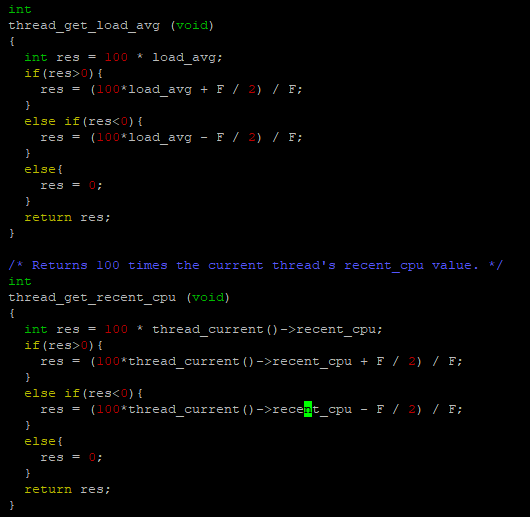 int
thread_get_load_avg (void)
{
  int res = 100 * load_avg;
  if(res>0){
    res = (100*load_avg + F / 2) / F;
  }
  else if(res<0){
    res = (100*load_avg - F / 2) / F;
  }
  else{
    res = 0;
  }
  return res;
}

/* Returns 100 times the current thread's recent_cpu value. */
int
thread_get_recent_cpu (void)
{
  int res = 100 * thread_current()->recent_cpu;
  if(res>0){
    res = (100*thread_current()->recent_cpu + F / 2) / F;
  }
  else if(res<0){
    res = (100*thread_current()->recent_cpu - F / 2) / F;
  }
  else{
    res = 0;
  }
  return res;
}